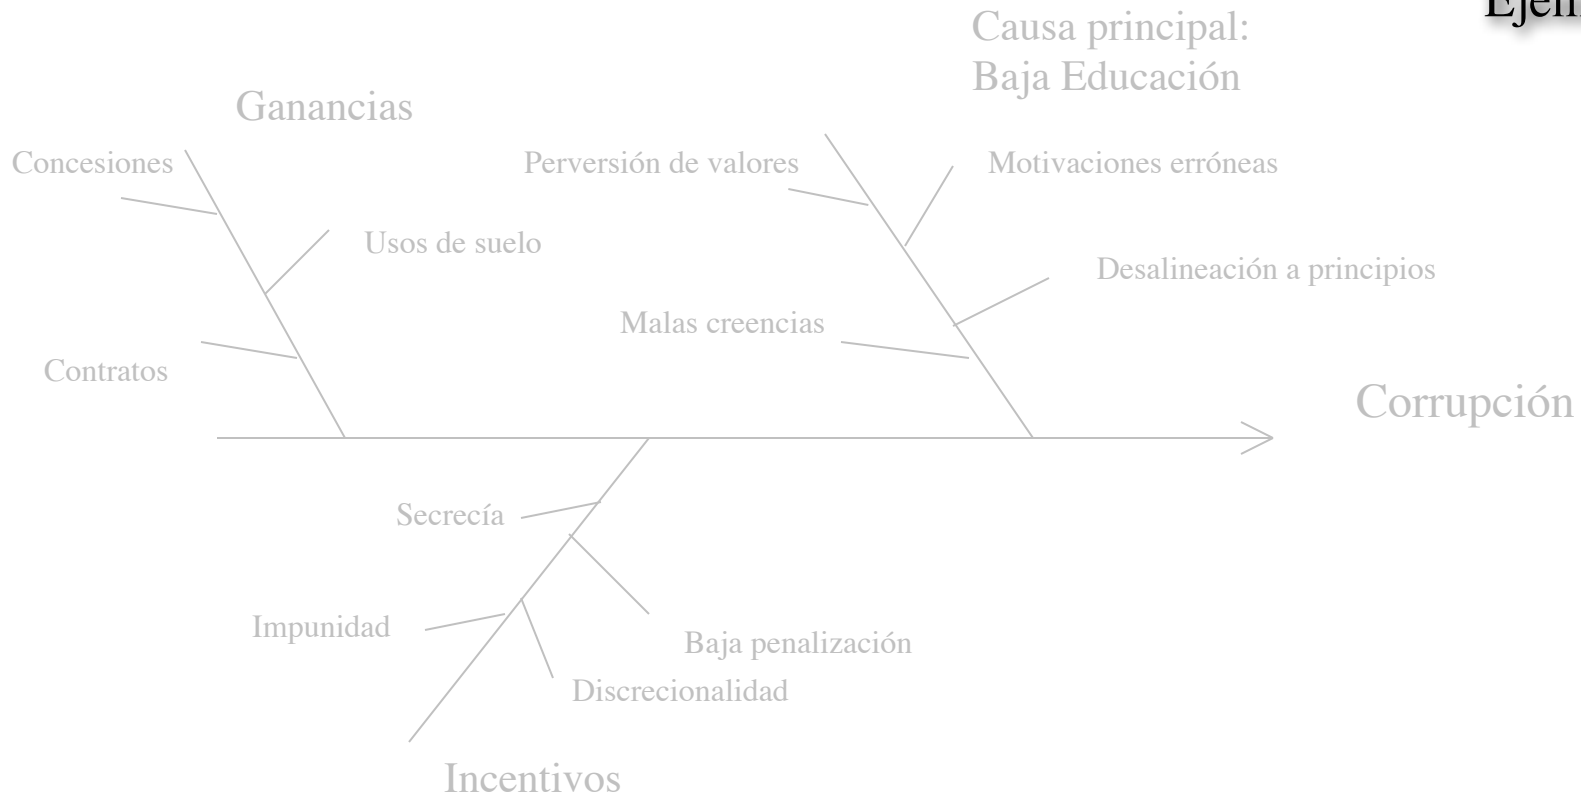 Causa principal:
Baja Educación
Ganancias
Concesiones
Perversión de valores
Motivaciones erróneas
Usos de suelo
Desalineación a principios
Malas creencias
Contratos
Corrupción
Secrecía
Impunidad
Baja penalización
Discrecionalidad
Incentivos